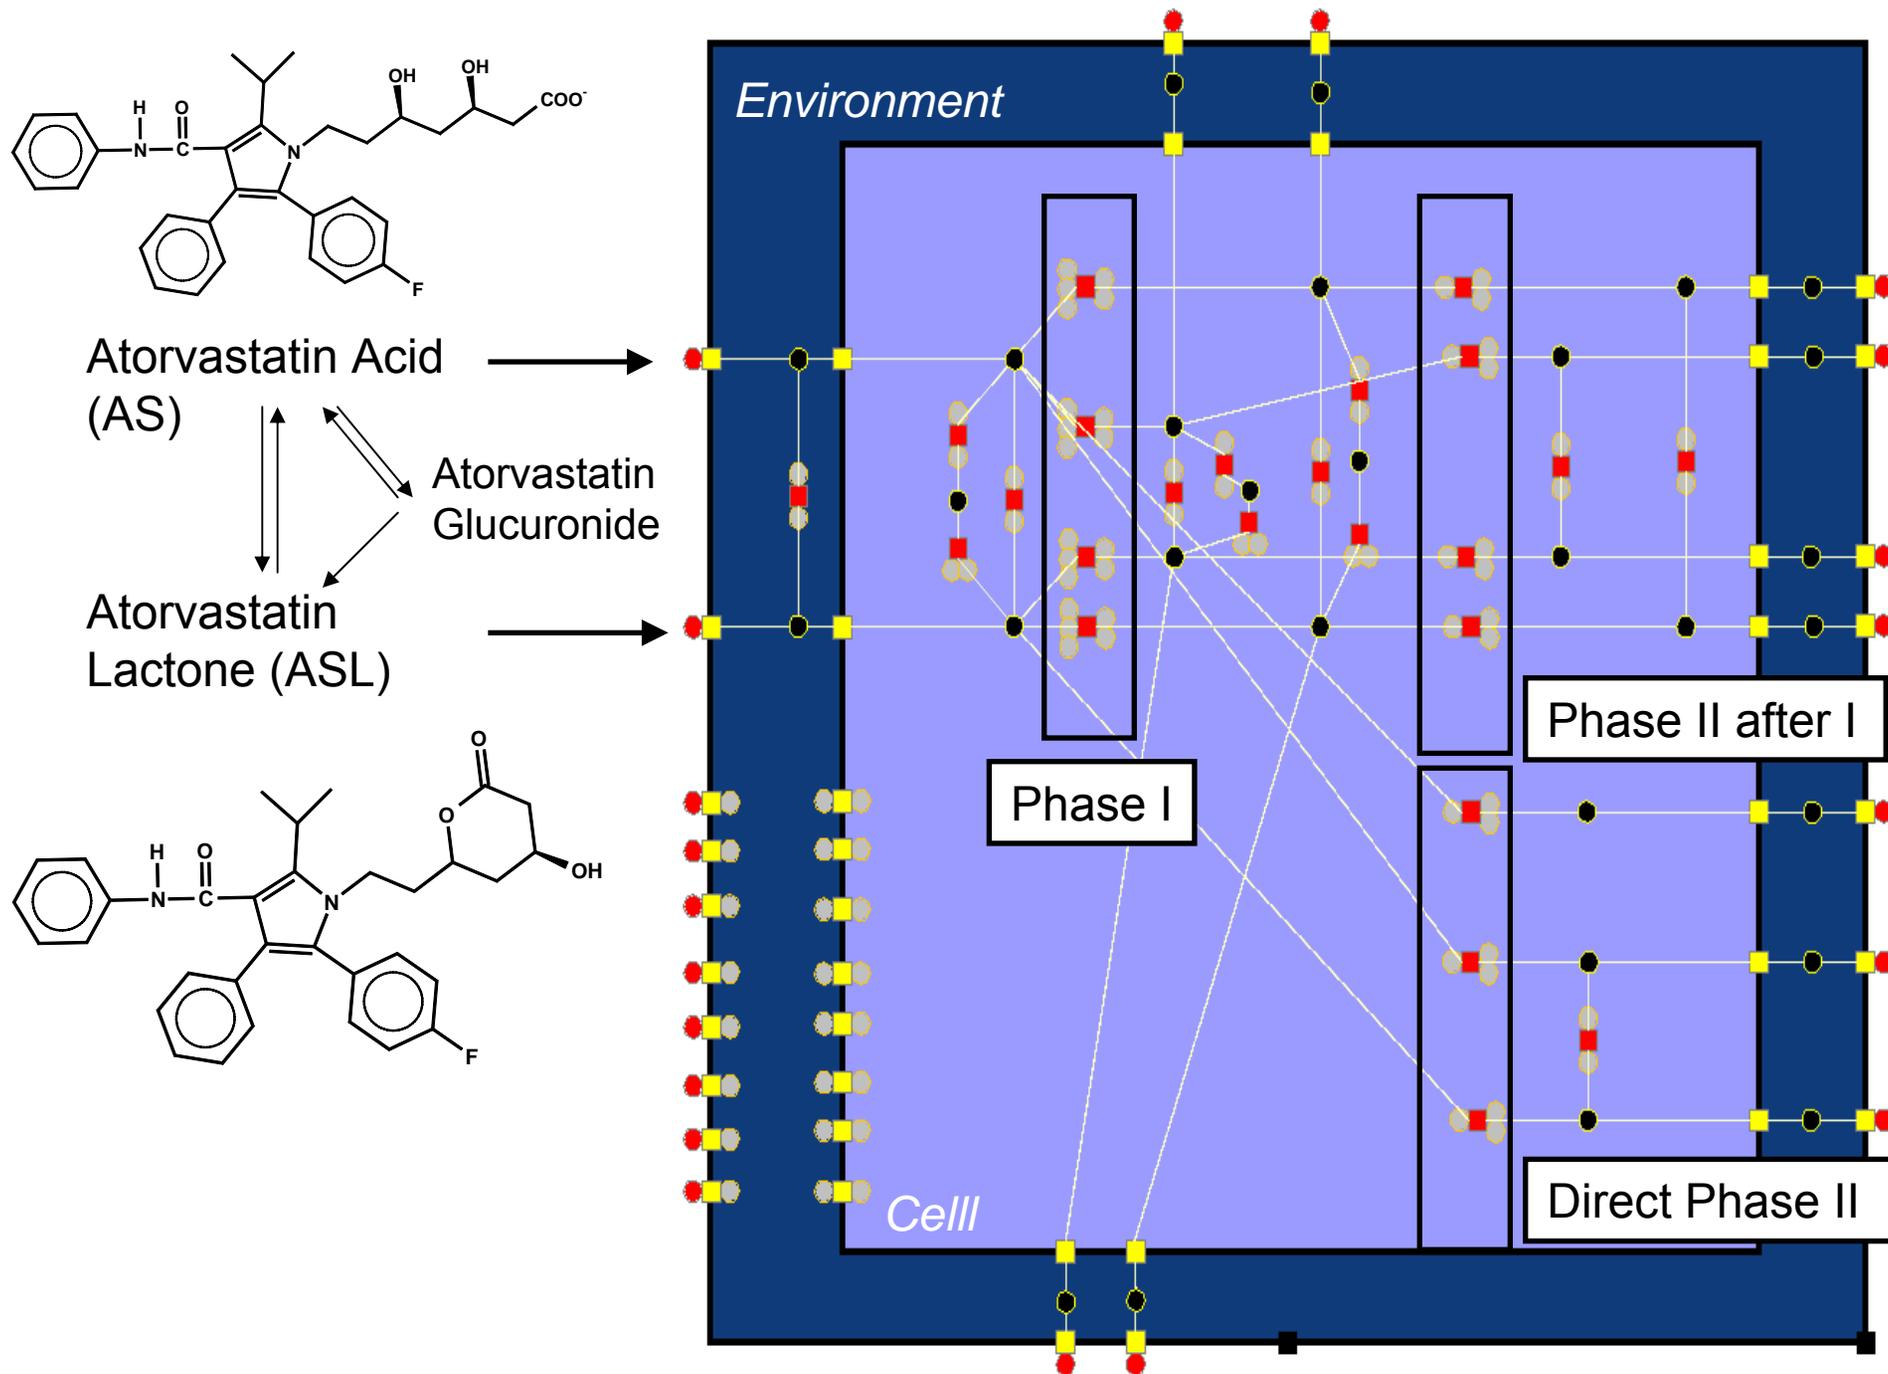 OH
OH
COO-
H
O
N
C
N
F
Environment
Atorvastatin Acid
(AS)
Atorvastatin
Glucuronide
Atorvastatin
Lactone (ASL)
Phase II after I
Phase I
O
O
H
O
OH
N
C
N
F
Direct Phase II
Celll